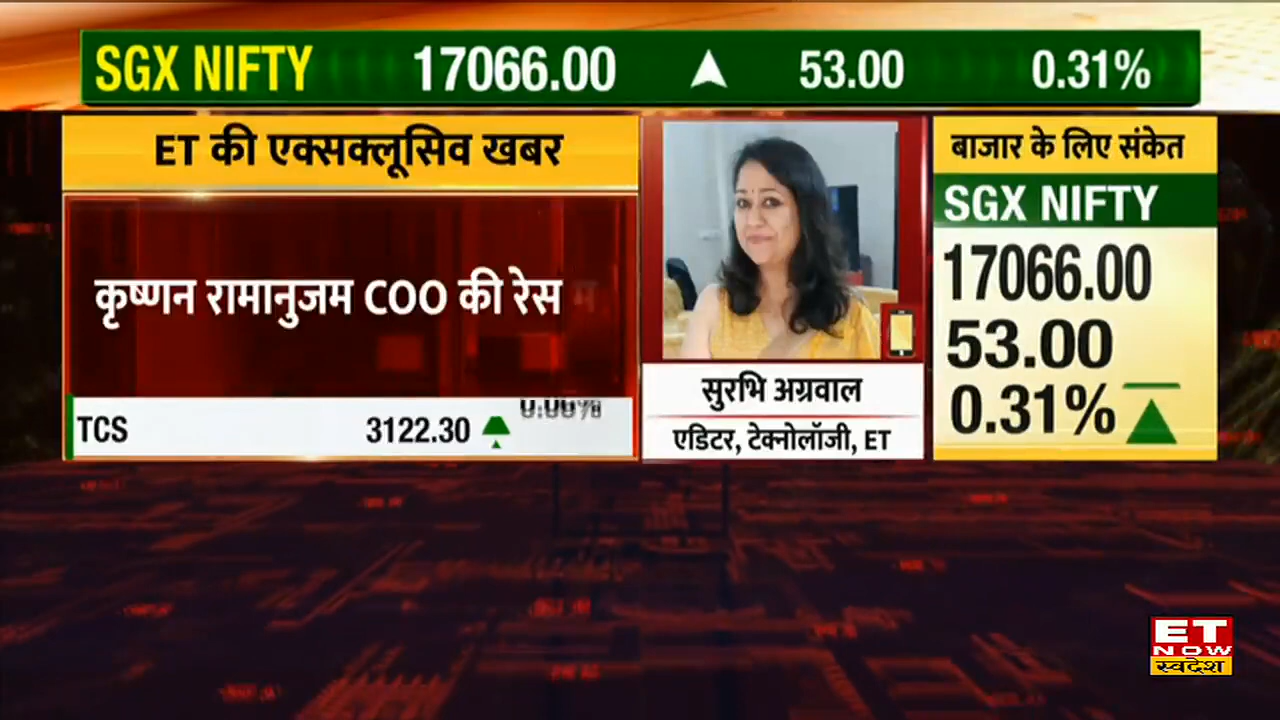 SGX NIFTY 17066.00 53.00 0.31%
ET की एक्सक्लूसिव खबर
कृष्णन रामानुजम COO की रेस
TCS 3122.30
सुरभि अग्रवाल
एडिटर, टेक्नोलॉजी, ET
बाजार के लिए संकेत
SGX NIFTY
17066.00
53.00
0.31%
ET
NOW
स्वदेश